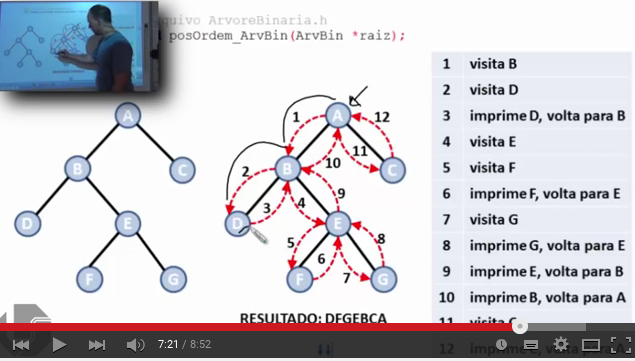 quivo ArvoreBinaria.h
posOrdem_ArvBin(ArvBin *raiz);
A
B
C
D
E
F
G
A
1
12
10
11
B
C
2
9
3
4
D
E
5
8
6
7
F
G
RESULTADO: DFGEBCA
1 visita B
2 visita D
3 imprime D, volta para B
4 visita E
5 visita F
6 imprime F, volta para E
7 visita G
8 imprime G, volta para E
9 imprime E, volta para B
10 imprime B, volta para A
11 visita C
12
7:21 / 8:52